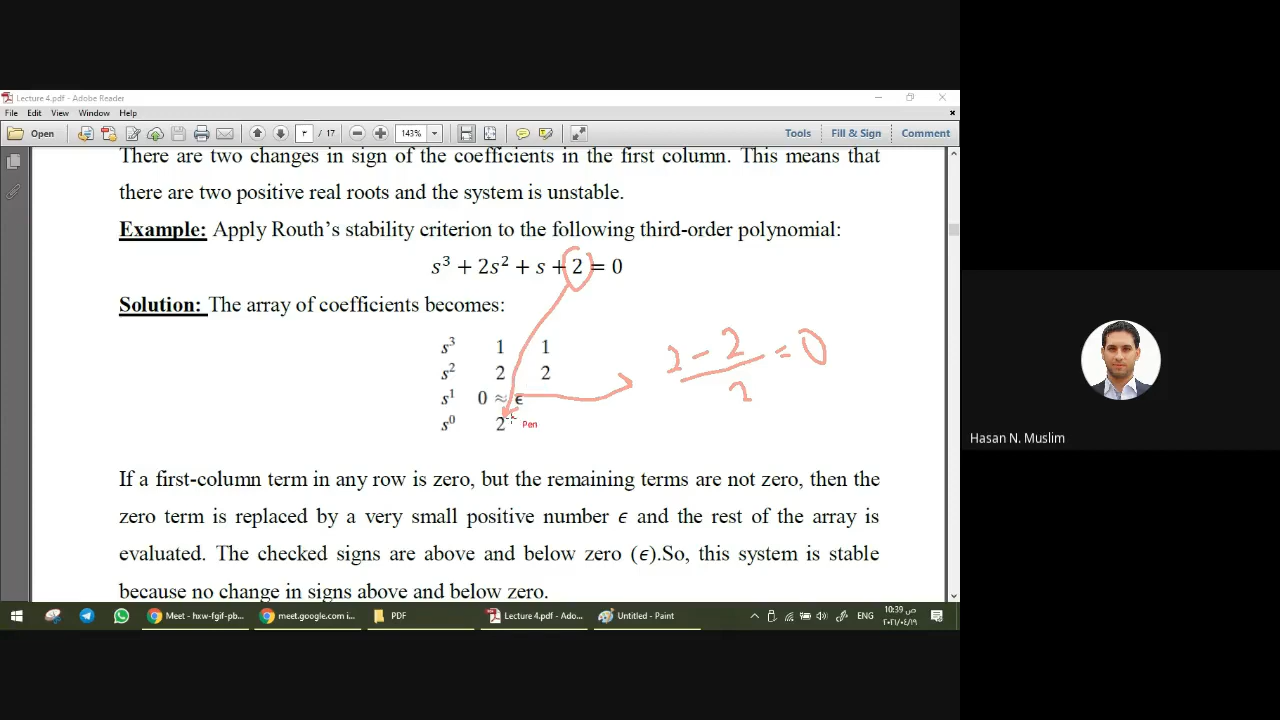 Lecture 4.pdf - Adobe Reader
File Edit View Window Help
Open ٣ / 17 143% Tools Fill & Sign Comment
There are two changes in sign of the coefficients in the first column. This means that
there are two positive real roots and the system is unstable.
Example: Apply Routh’s stability criterion to the following third-order polynomial:
s³ + 2s² + s + 2 = 0
Solution: The array of coefficients becomes:
s³ 1 1
s² 2 2
s¹ 0 ≈ ϵ
s⁰ 2
Pen
2 - 2 = 0
2
If a first-column term in any row is zero, but the remaining terms are not zero, then the
zero term is replaced by a very small positive number ϵ and the rest of the array is
evaluated. The checked signs are above and below zero (ϵ).So, this system is stable
because no change in signs above and below zero.
Hasan N. Muslim
Meet - hxw-fgif-pb... meet.google.com i... PDF Lecture 4.pdf - Ado... Untitled - Paint ENG 10:39 ص
٢٠٢١/٠٤/١٩